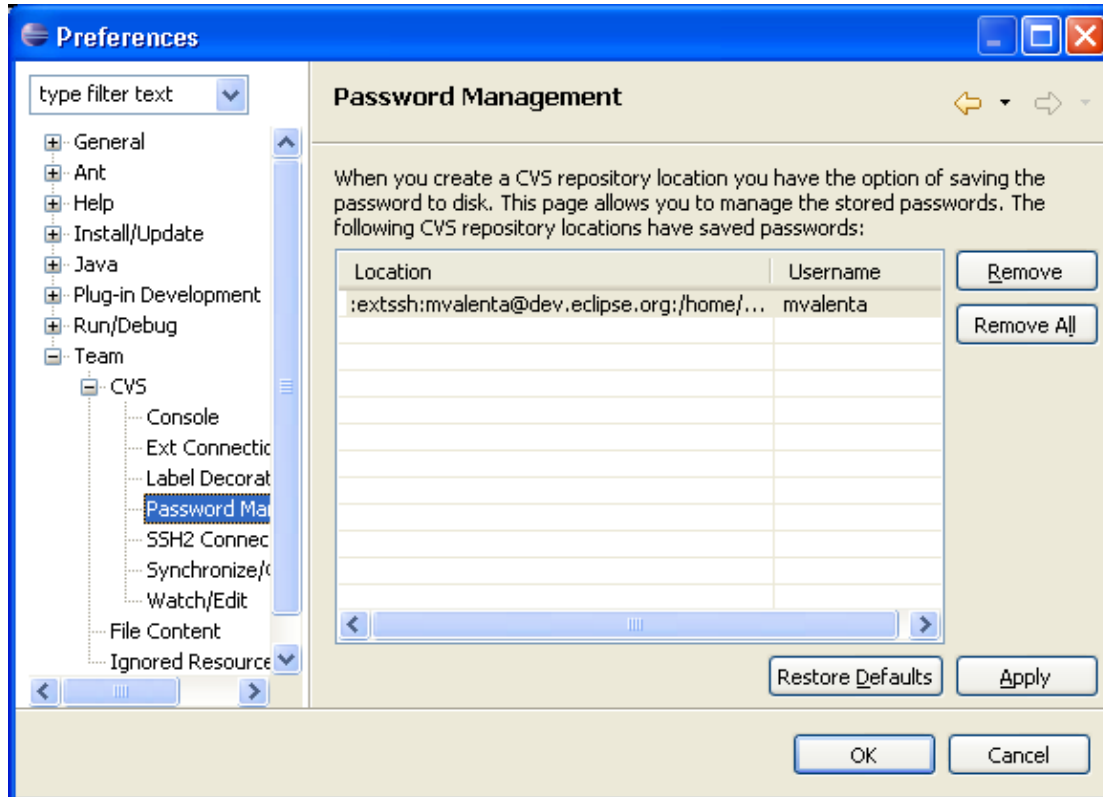 Preferences
type filter text
General
Ant
Help
Install/Update
Java
Plug-in Development
Run/Debug
Team
CVS
Console
Ext Connectic
Label Decorat
Password Mai
SSH2 Connec
Synchronize/
Watch/Edit
File Content
Ignored Resource
Password Management
When you create a CVS repository location you have the option of saving the
password to disk. This page allows you to manage the stored passwords. The
following CVS repository locations have saved passwords:
Location Username
:extssh:mvalenta@dev.eclipse.org:/home/... mvalenta
Remove
Remove All
Restore Defaults Apply
OK Cancel